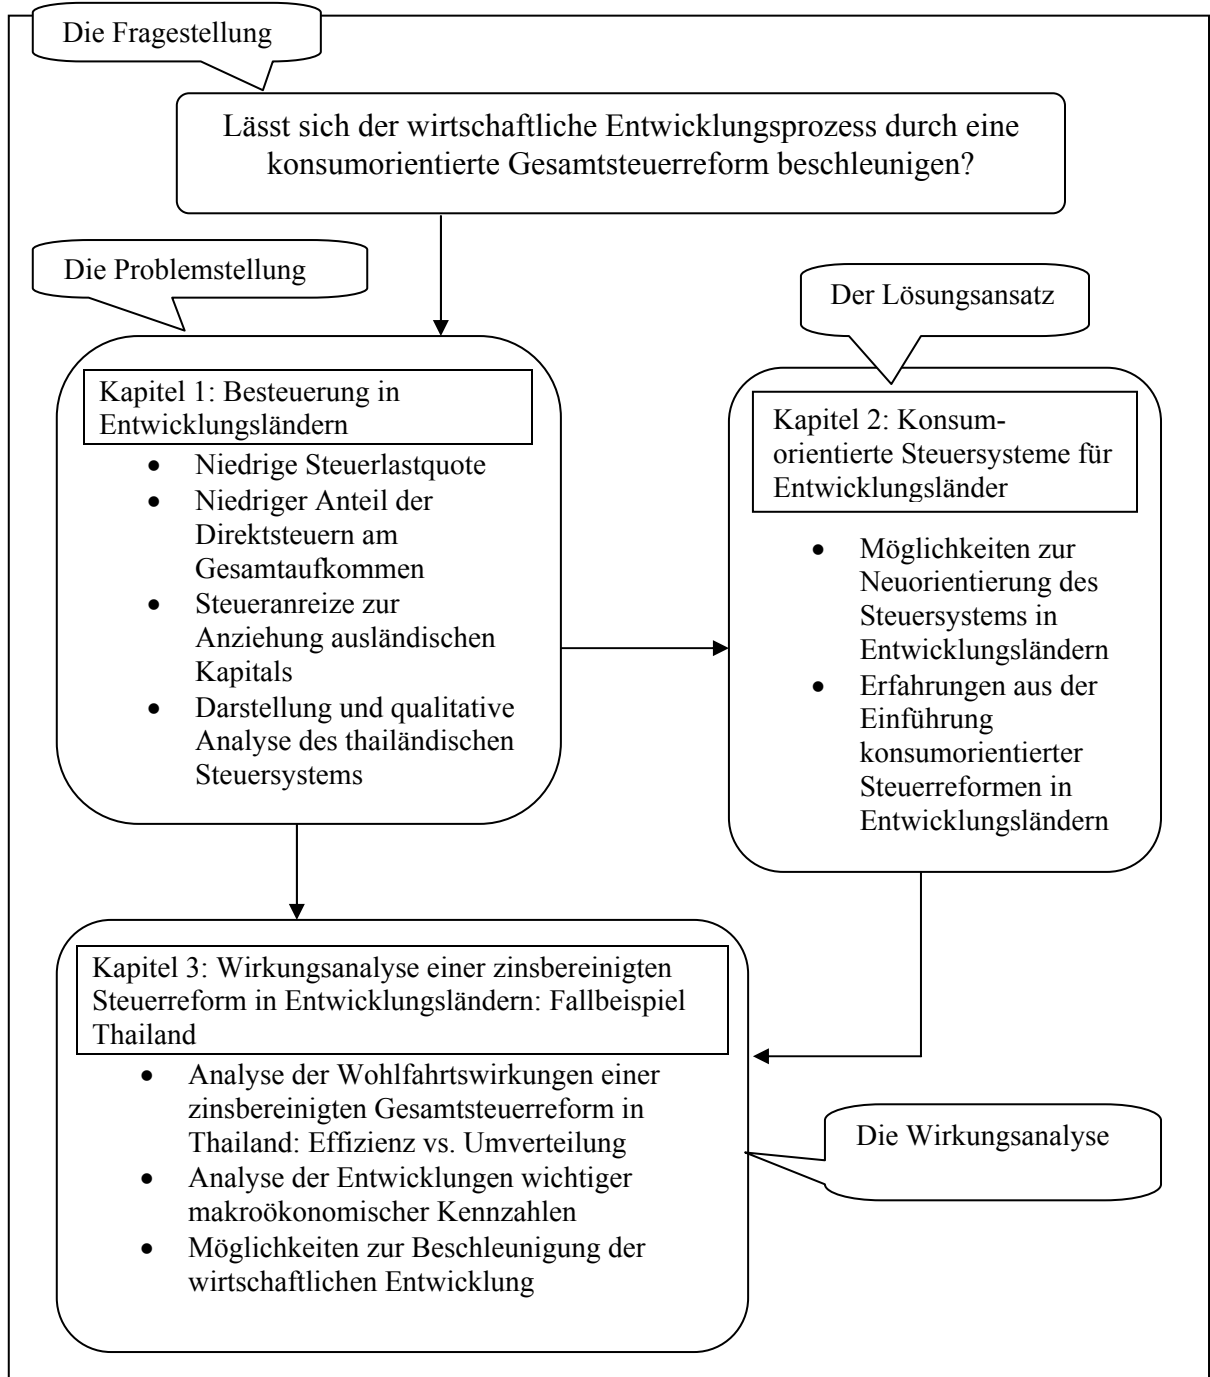 Die Fragestellung
Lässt sich der wirtschaftliche Entwicklungsprozess durch eine
konsumorientierte Gesamtsteuerreform beschleunigen?
Die Problemstellung
Der Lösungsansatz
Kapitel 1: Besteuerung in
Entwicklungsländern
• Niedrige Steuerlastquote
• Niedriger Anteil der
Direktsteuern am
Gesamtaufkommen
• Steueranreize zur
Anziehung ausländischen
Kapitals
• Darstellung und qualitative
Analyse des thailändischen
Steuersystems
Kapitel 2: Konsum-
orientierte Steuersysteme für
Entwicklungsländer
• Möglichkeiten zur
Neuorientierung des
Steuersystems in
Entwicklungsländern
• Erfahrungen aus der
Einführung
konsumorientierter
Steuerreformen in
Entwicklungsländern
Kapitel 3: Wirkungsanalyse einer zinsbereinigten
Steuerreform in Entwicklungsländern: Fallbeispiel
Thailand
• Analyse der Wohlfahrtswirkungen einer
zinsbereinigten Gesamtsteuerreform in
Thailand: Effizienz vs. Umverteilung
• Analyse der Entwicklungen wichtiger
makroökonomischer Kennzahlen
• Möglichkeiten zur Beschleunigung der
wirtschaftlichen Entwicklung
Die Wirkungsanalyse